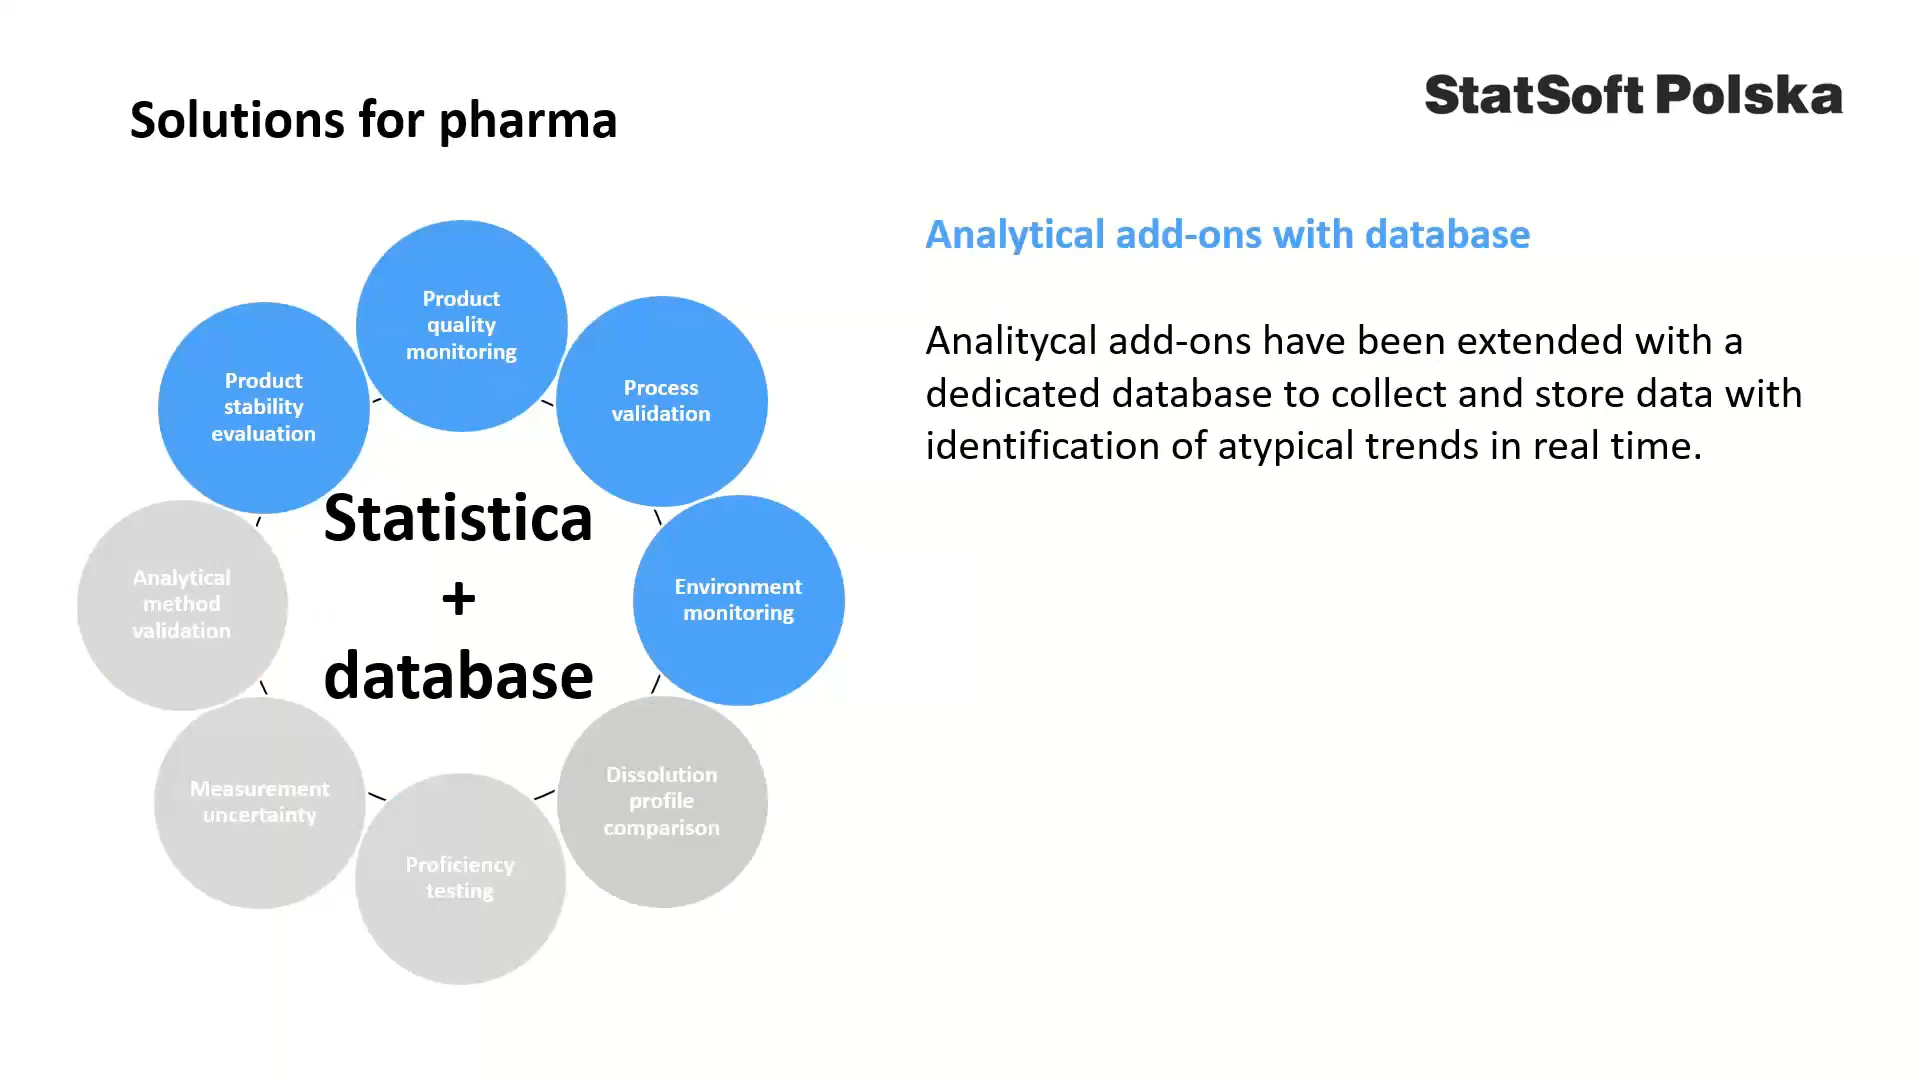 Solutions for pharma
StatSoft Polska
Product
quality
monitoring
Process
validation
Environment
monitoring
Dissolution
profile
comparison
Proficiency
testing
Measurement
uncertainty
Analytical
method
validation
Product
stability
evaluation
Statistica
+
database
Analytical add-ons with database
Analitycal add-ons have been extended with a
dedicated database to collect and store data with
identification of atypical trends in real time.